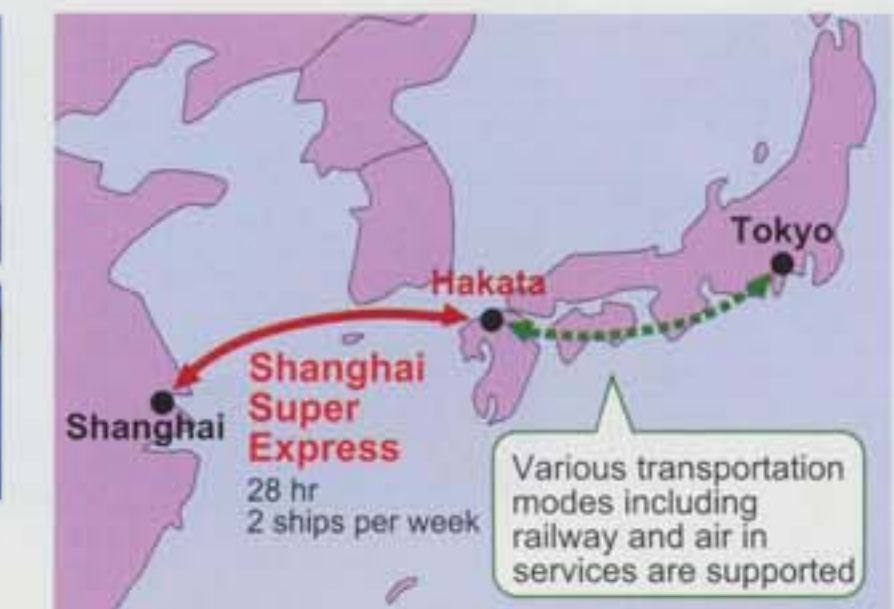 Tokyo
Hakata
Shanghai
Shanghai
Super
Express
28 hr
2 ships per week
Various transportation
modes including
railway and air in
services are supported